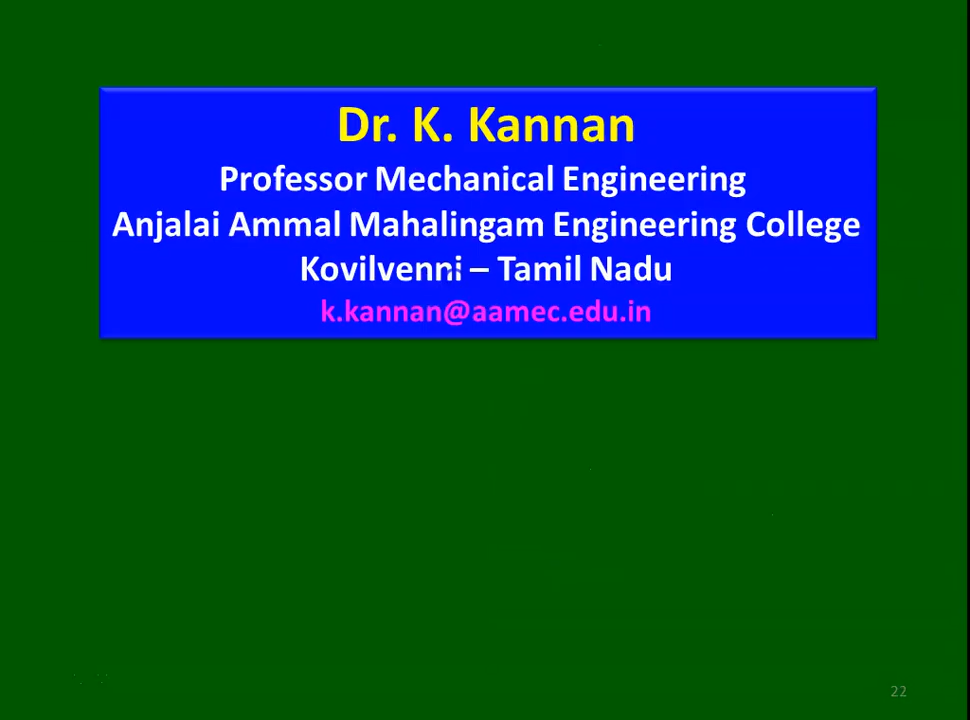 Dr. K. Kannan
Professor Mechanical Engineering
Anjalai Ammal Mahalingam Engineering College
Kovilvenni – Tamil Nadu
k.kannan@aamec.edu.in
22